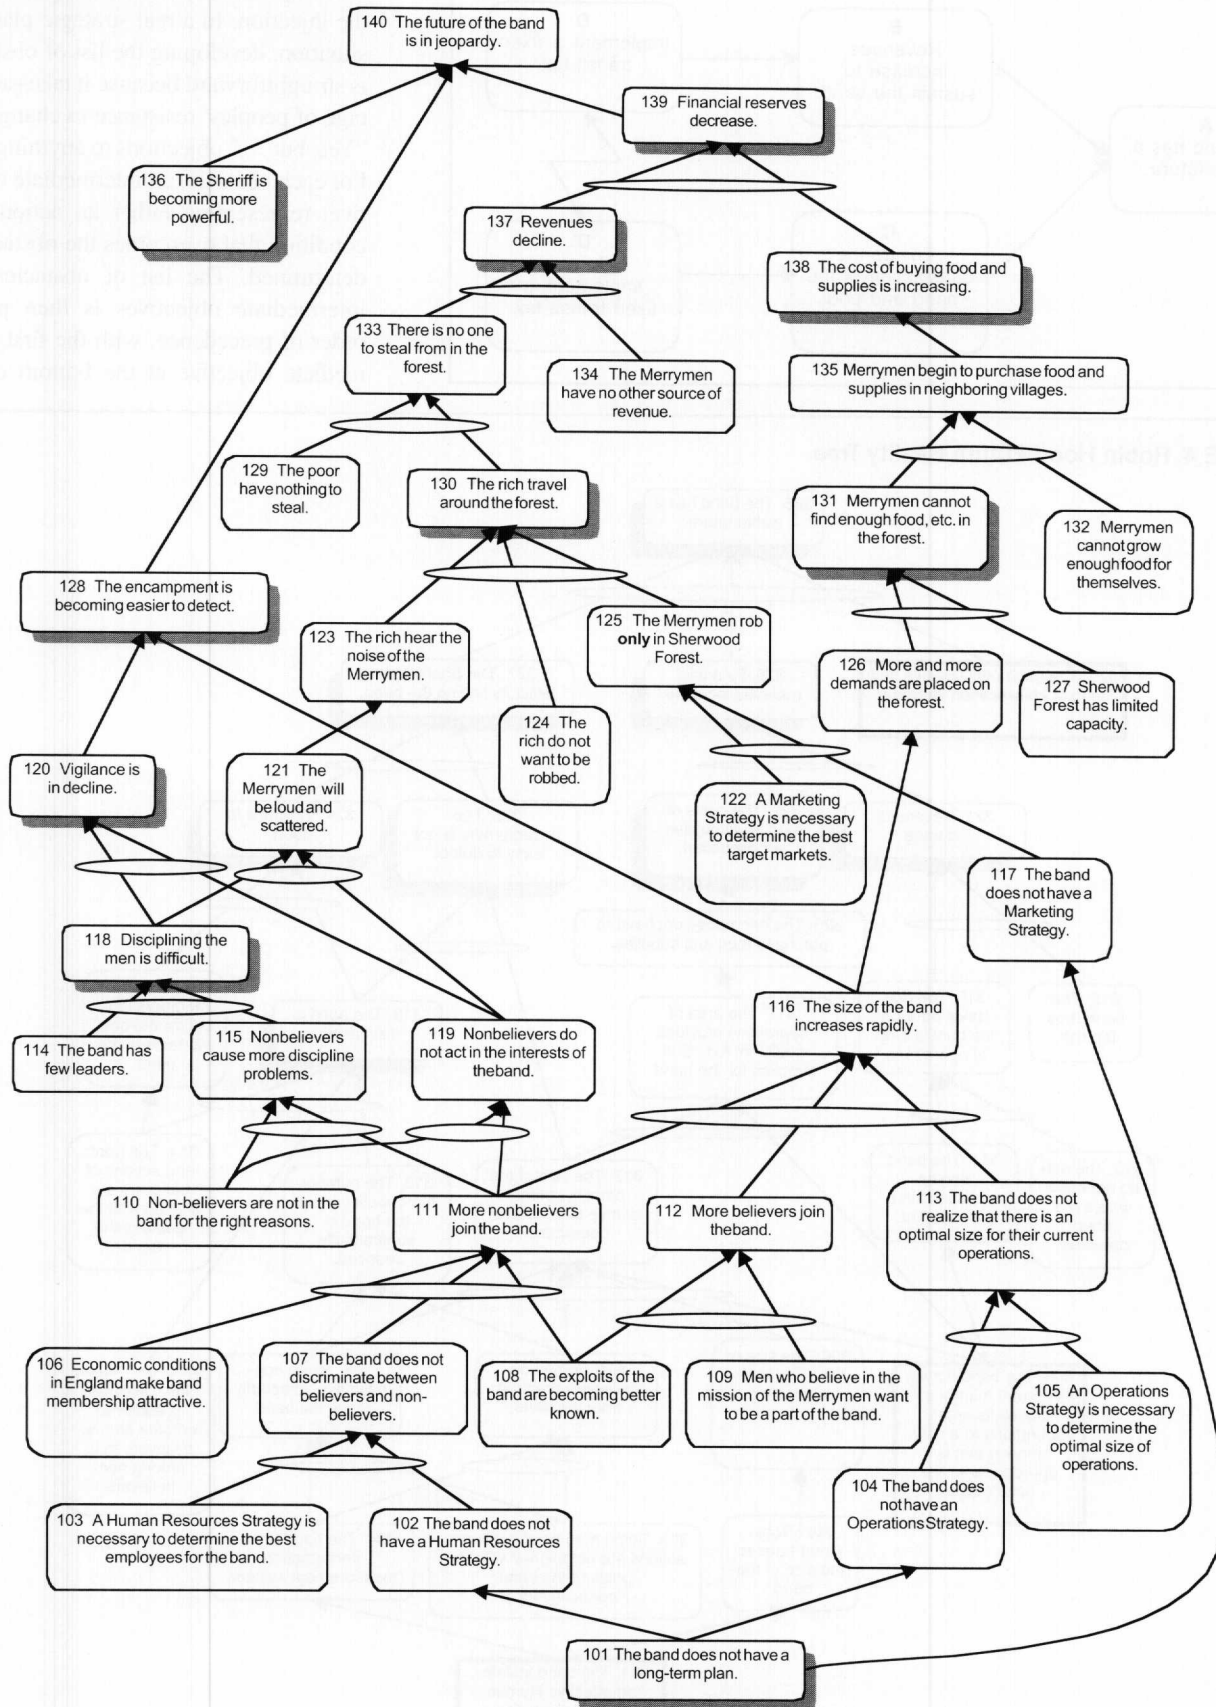 140 The future of the band
is in jeopardy.
139 Financial reserves
decrease.
136 The Sheriff is
becoming more
powerful.
137 Revenues
decline.
138 The cost of buying food and
supplies is increasing.
133 There is no one
to steal from in the
forest.
134 The Merrymen
have no other source of
revenue.
135 Merrymen begin to purchase food and
supplies in neighboring villages.
129 The poor
have nothing to
steal.
130 The rich travel
around the forest.
131 Merrymen cannot
find enough food, etc. in
the forest.
132 Merrymen
cannot grow
enough food for
themselves.
128 The encampment is
becoming easier to detect.
123 The rich hear the
noise of the
Merrymen.
125 The Merrymen rob
only in Sherwood
Forest.
126 More and more
demands are placed on
the forest.
127 Sherwood
Forest has limited
capacity.
124 The
rich do not
want to be
robbed.
120 Vigilance is
in decline.
121 The
Merrymen will
be loud and
scattered.
122 A Marketing
Strategy is necessary
to determine the best
target markets.
117 The band
does not have a
Marketing
Strategy.
118 Disciplining the
men is difficult.
116 The size of the band
increases rapidly.
114 The band has
few leaders.
115 Nonbelievers
cause more discipline
problems.
119 Nonbelievers do
not act in the interests of
the band.
110 Non-believers are not in the
band for the right reasons.
111 More nonbelievers
join the band.
112 More believers join
the band.
113 The band does not
realize that there is an
optimal size for their current
operations.
106 Economic conditions
in England make band
membership attractive.
107 The band does not
discriminate between
believers and non-
believers.
108 The exploits of the
band are becoming better
known.
109 Men who believe in the
mission of the Merrymen want
to be a part of the band.
105 An Operations
Strategy is necessary
to determine the
optimal size of
operations.
103 A Human Resources Strategy is
necessary to determine the best
employees for the band.
102 The band does not
have a Human Resources
Strategy.
104 The band does
not have an
Operations Strategy.
101 The band does not have a
long-term plan.